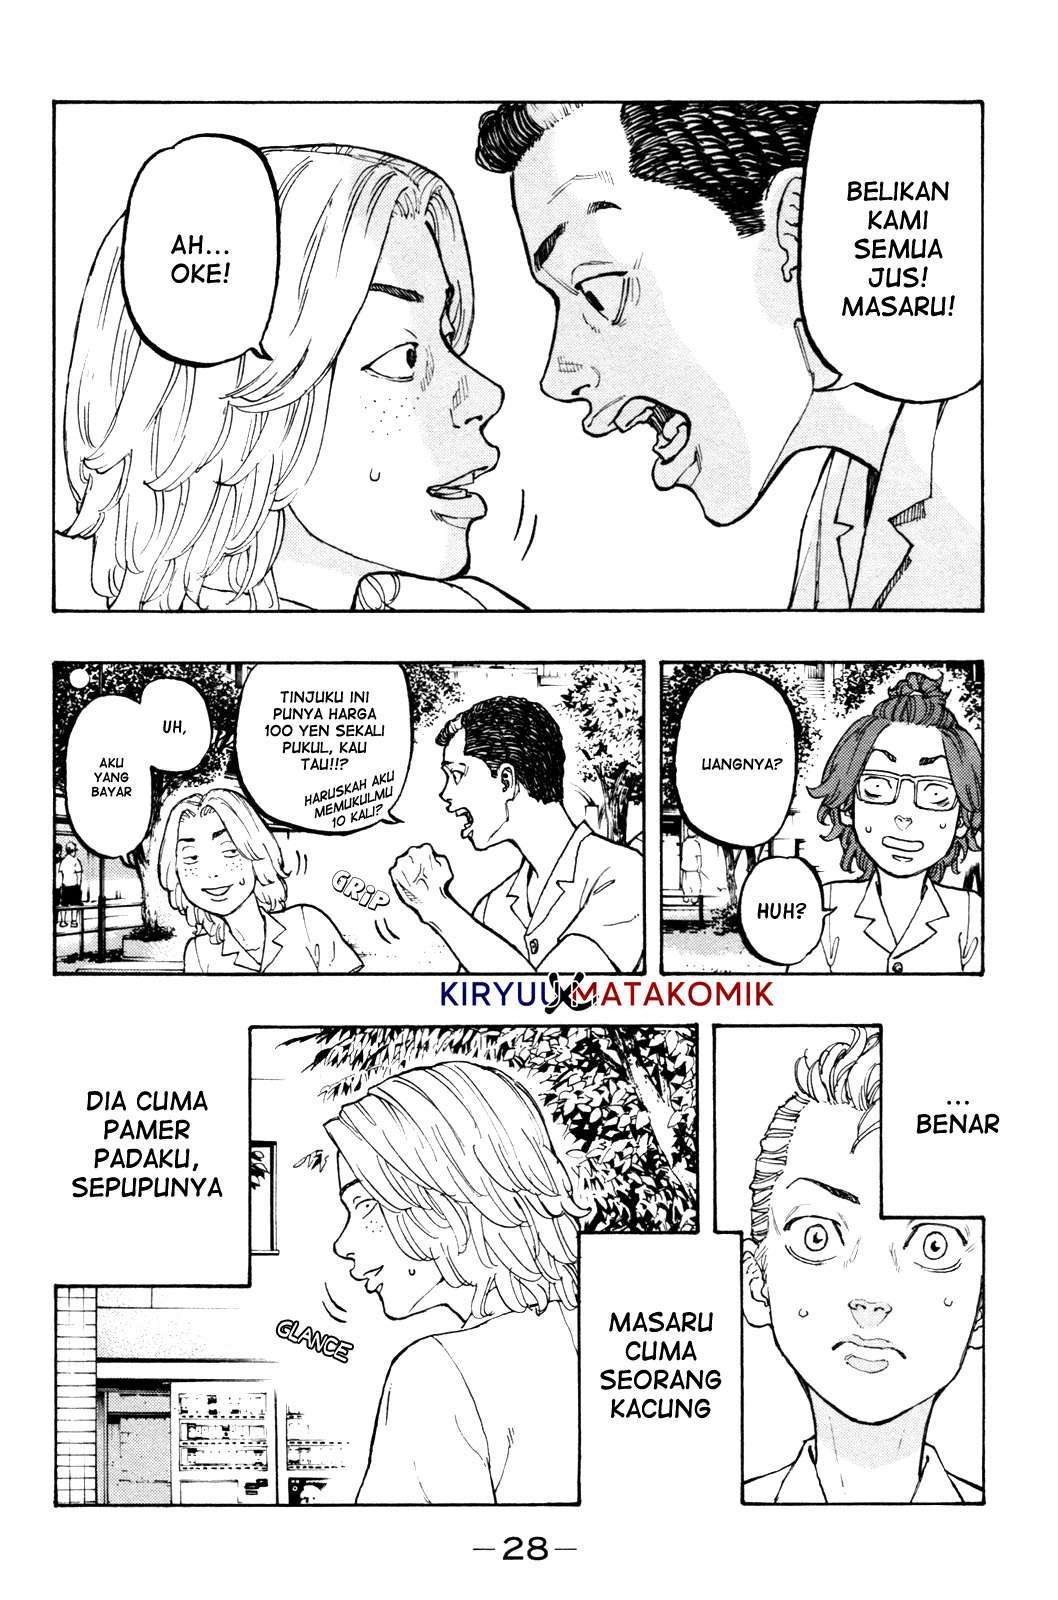 BELIKAN
KAMI
SEMUA
JUS!
MASARU!
AH...
OKE!
UANGNYA?
HUH?
TINJUKU INI
PUNYA HARGA
100 YEN SEKALI
PUKUL, KAU
TAU!!?
HARUSKAH AKU
MEMUKULMU
10 KALI?
GRIP
UH,
AKU
YANG
BAYAR
KIRYUU X MATAKOMIK
...
BENAR
MASARU
CUMA
SEORANG
KACUNG
GLANCE
DIA CUMA
PAMER
PADAKU,
SEPUPUNYA
-28-